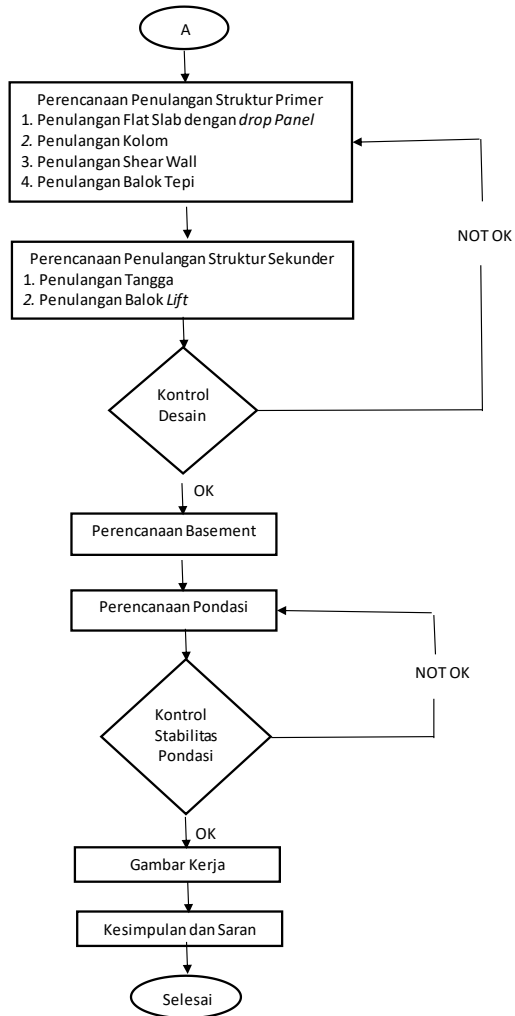 A
Perencanaan Penulangan Struktur Primer
1. Penulangan Flat Slab dengan drop Panel
2. Penulangan Kolom
3. Penulangan Shear Wall
4. Penulangan Balok Tepi
NOT OK
Perencanaan Penulangan Struktur Sekunder
1. Penulangan Tangga
2. Penulangan Balok Lift
Kontrol
Desain
OK
Perencanaan Basement
Perencanaan Pondasi
NOT OK
Kontrol
Stabilitas
Pondasi
OK
Gambar Kerja
Kesimpulan dan Saran
Selesai